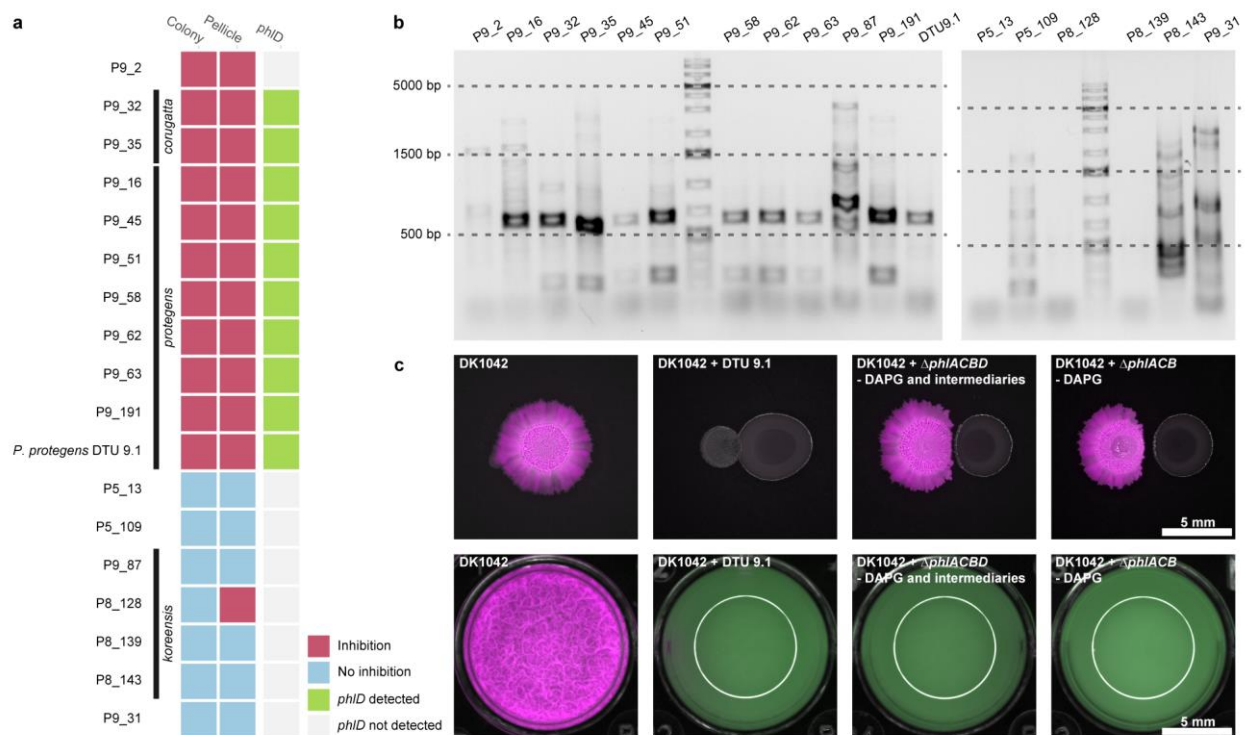 a
Colony
Pellicle
phlD
P9_2
P9_32
P9_35
P9_16
P9_45
P9_51
P9_58
P9_62
P9_63
P9_191
P. protegens DTU 9.1
P5_13
P5_109
P9_87
P8_128
P8_139
P8_143
P9_31
corugatta
protegens
koreensis
Inhibition
No inhibition
phlD detected
phlD not detected
b
P9_2
P9_16
P9_32
P9_35
P9_45
P9_51
P9_58
P9_62
P9_63
P9_87
P9_191
DTU9.1
P5_13
P5_109
P8_128
P8_139
P8_143
P9_31
5000 bp
1500 bp
500 bp
c
DK1042
DK1042 + DTU 9.1
DK1042 + ΔphlACBD
- DAPG and intermediaries
DK1042 + ΔphlACB
- DAPG
5 mm
DK1042
DK1042 + DTU 9.1
DK1042 + ΔphlACBD
- DAPG and intermediaries
DK1042 + ΔphlACB
- DAPG
5 mm